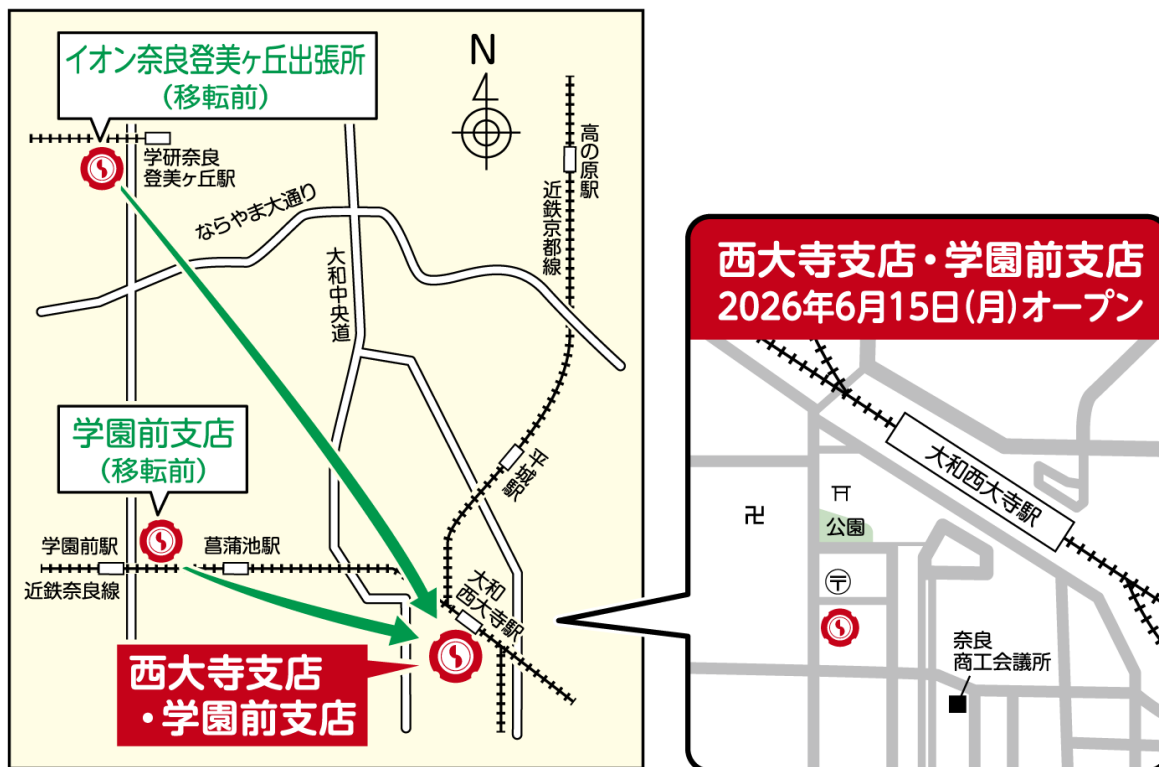 イオン奈良登美ヶ丘出張所
(移転前)
N
学研奈良
登美ヶ丘駅
高の原駅
近鉄京都線
ならやま大通り
大和中央道
学園前支店
(移転前)
平城駅
学園前駅
菖蒲池駅
近鉄奈良線
大和
西大寺駅
西大寺支店
・学園前支店
西大寺支店・学園前支店
2026年6月15日(月)オープン
大和西大寺駅
公園
奈良
商工会議所